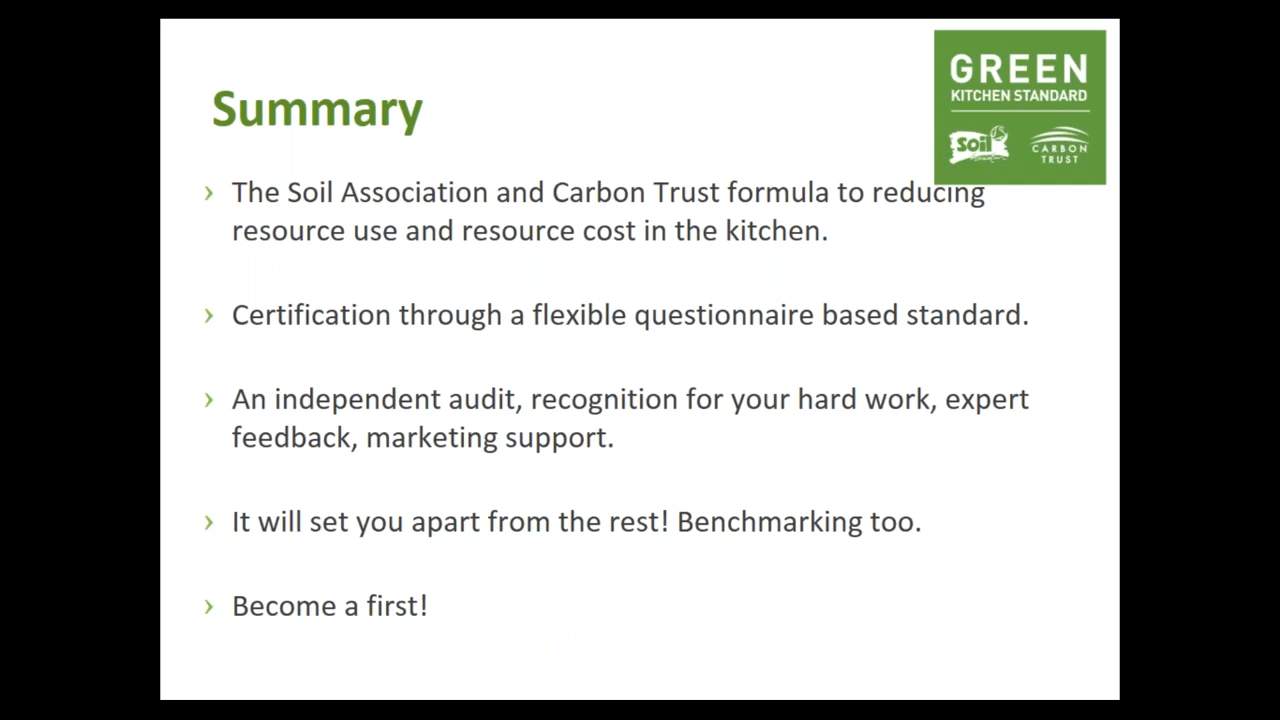 GREEN
KITCHEN STANDARD
Soil
CARBON
TRUST
Summary
› The Soil Association and Carbon Trust formula to reducing
resource use and resource cost in the kitchen.
› Certification through a flexible questionnaire based standard.
› An independent audit, recognition for your hard work, expert
feedback, marketing support.
› It will set you apart from the rest! Benchmarking too.
› Become a first!